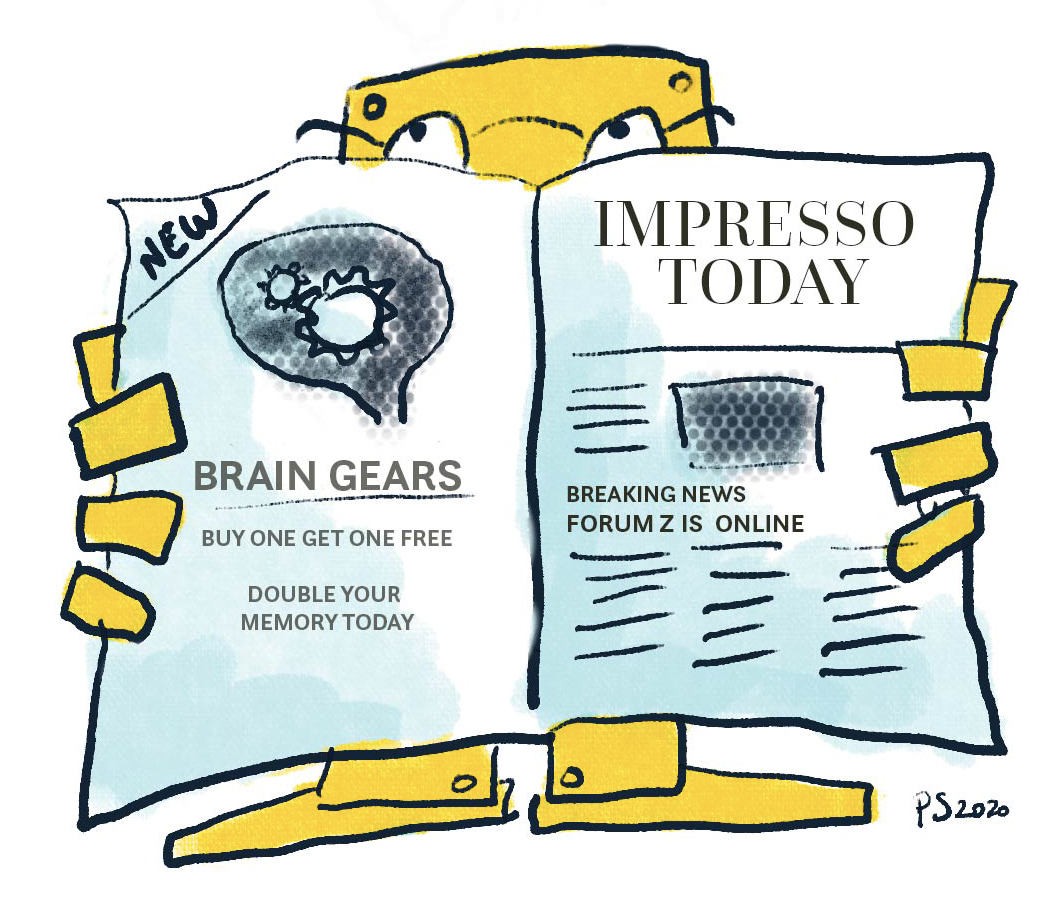 NEW
BRAIN GEARS
BUY ONE GET ONE FREE
DOUBLE YOUR
MEMORY TODAY
IMPRESSO
TODAY
BREAKING NEWS
FORUM Z IS ONLINE
PS2020